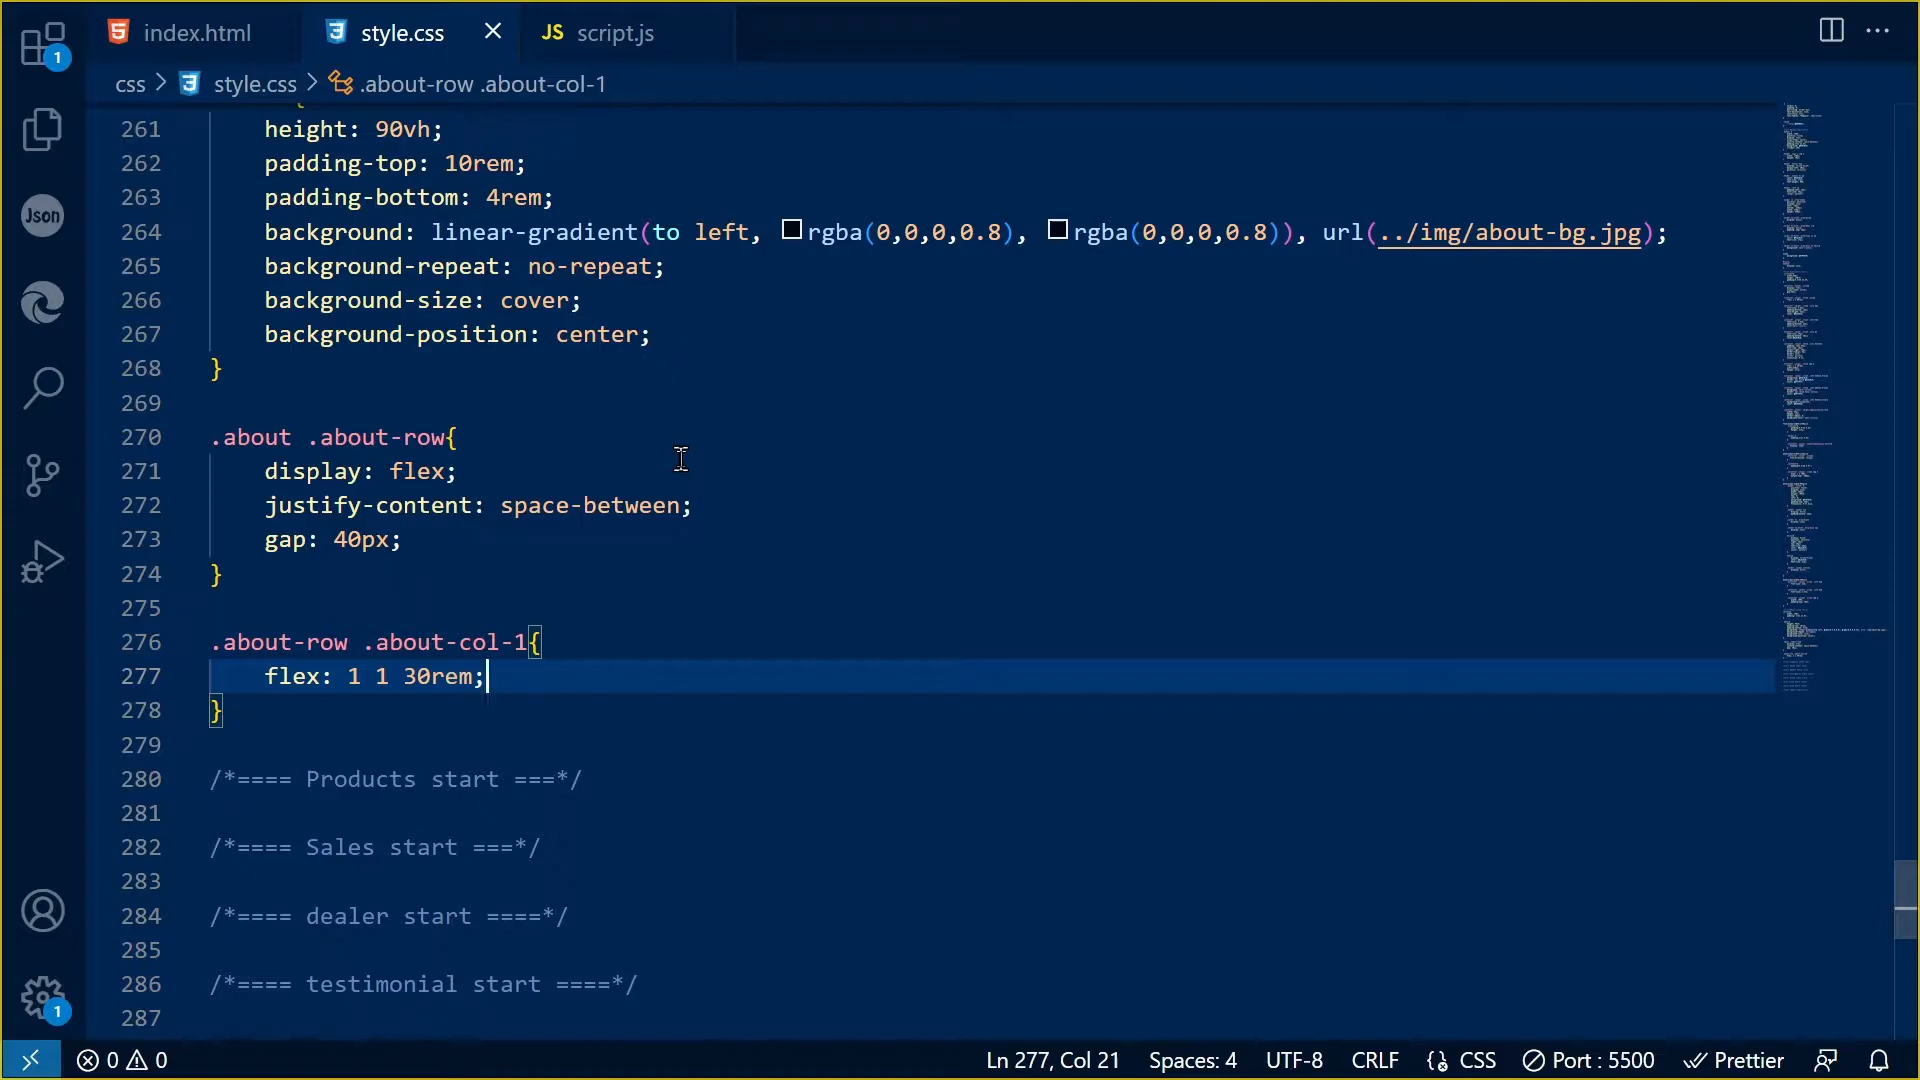 index.html
style.css
JS script.js
css > style.css > .about-row .about-col-1
261 height: 90vh;
262 padding-top: 10rem;
263 padding-bottom: 4rem;
264 background: linear-gradient(to left, rgba(0,0,0,0.8), rgba(0,0,0,0.8)), url(../img/about-bg.jpg);
265 background-repeat: no-repeat;
266 background-size: cover;
267 background-position: center;
268 }
269
270 .about .about-row{
271 display: flex;
272 justify-content: space-between;
273 gap: 40px;
274 }
275
276 .about-row .about-col-1{
277 flex: 1 1 30rem;
278 }
279
280 /*==== Products start ===*/
281
282 /*==== Sales start ===*/
283
284 /*==== dealer start ====*/
285
286 /*==== testimonial start ====*/
287
1
Json
1
0 0
Ln 277, Col 21
Spaces: 4
UTF-8
CRLF
CSS
Port : 5500
Prettier